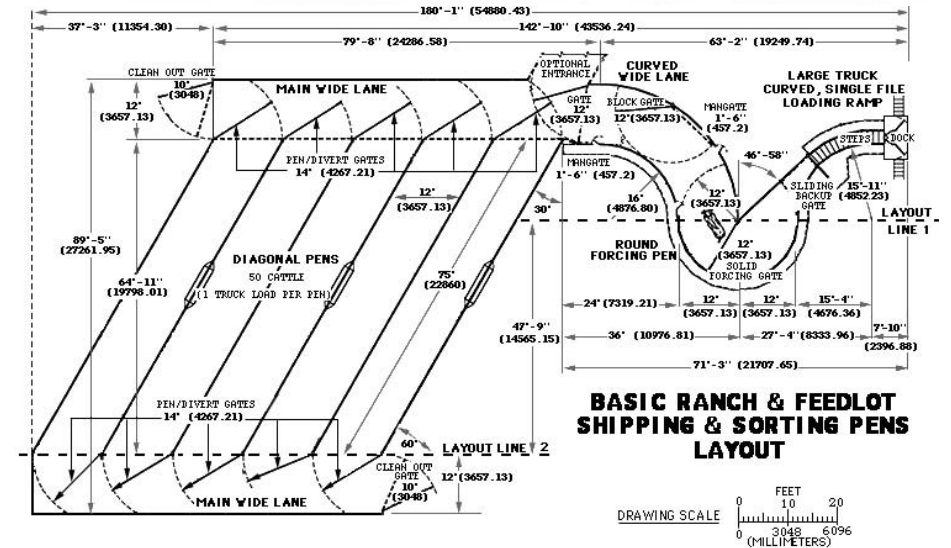 180'-1" (54880.43)
37'-3" (11354.30)
142'-10" (43536.24)
79'-8" (24286.58)
63'-2" (19249.74)
CLEAN OUT GATE
10'
(3048)
12'
(3657.13)
MAIN WIDE LANE
OPTIONAL
ENTRANCE
CURVED
WIDE LANE
GATE
12'
(3657.13)
BLOCK GATE
12'(3657.13)
MANGATE
1'-6"
(457.2)
LARGE TRUCK
CURVED, SINGLE FILE
LOADING RAMP
STEPS
DOCK
PEN/DIVERT GATES
14' (4267.21)
MANGATE
1'-6" (457.2)
46°-58"
12'
(3657.13)
12'
(3657.13)
SLIDING
BACKUP
GATE
15'-11"
(4852.23)
30°
16'
(4876.80)
LAYOUT
LINE 1
89'-5"
(27261.95)
64'-11"
(19798.01)
DIAGONAL PENS
50 CATTLE
(1 TRUCK LOAD PER PEN)
75'
(22860)
ROUND
FORCING PEN
12'
(3657.13)
SOLID
FORCING GATE
24' (7319.21)
12'
(3657.13)
12'
(3657.13)
15'-4"
(4676.36)
47'-9"
(14565.15)
36' (10976.81)
27'-4"(8333.96)
7'-10"
(2396.88)
71'-3" (21707.65)
PEN/DIVERT GATES
14' (4267.21)
BASIC RANCH & FEEDLOT
SHIPPING & SORTING PENS
LAYOUT
60°
LAYOUT LINE 2
CLEAN OUT
GATE
10'
(3048)
12'(3657.13)
MAIN WIDE LANE
DRAWING SCALE
FEET
0 10 20
0 3048 6096
(MILLIMETERS)